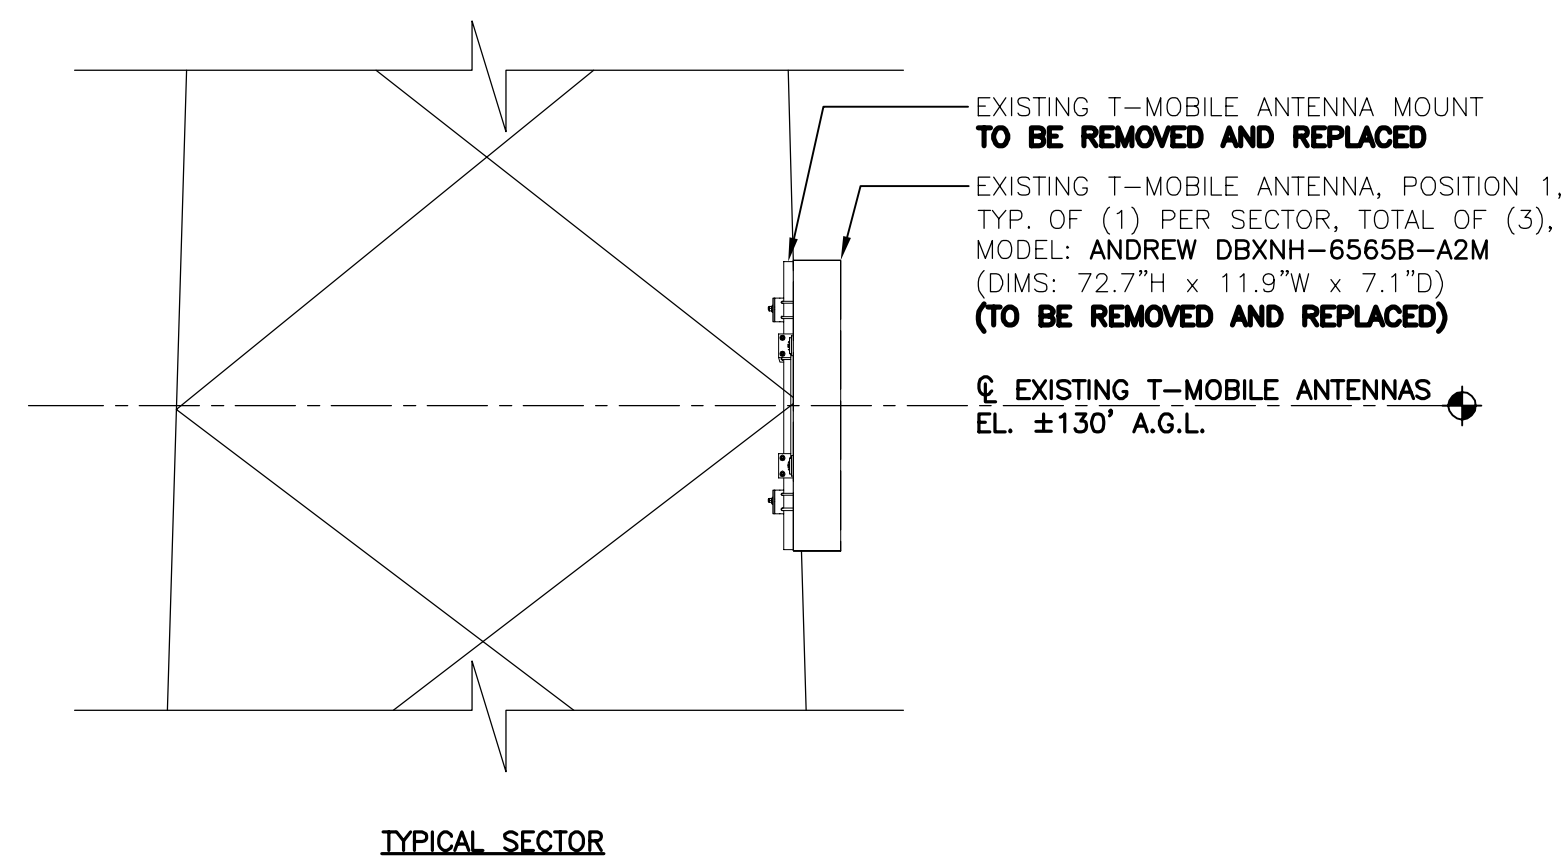 EXISTING T-MOBILE ANTENNA MOUNT
TO BE REMOVED AND REPLACED
EXISTING T-MOBILE ANTENNA, POSITION 1,
TYP. OF (1) PER SECTOR, TOTAL OF (3),
MODEL: ANDREW DBXNH-6565B-A2M
(DIMS: 72.7"H x 11.9"W x 7.1"D)
(TO BE REMOVED AND REPLACED)
℄ EXISTING T-MOBILE ANTENNAS
EL. ±130' A.G.L.
TYPICAL SECTOR